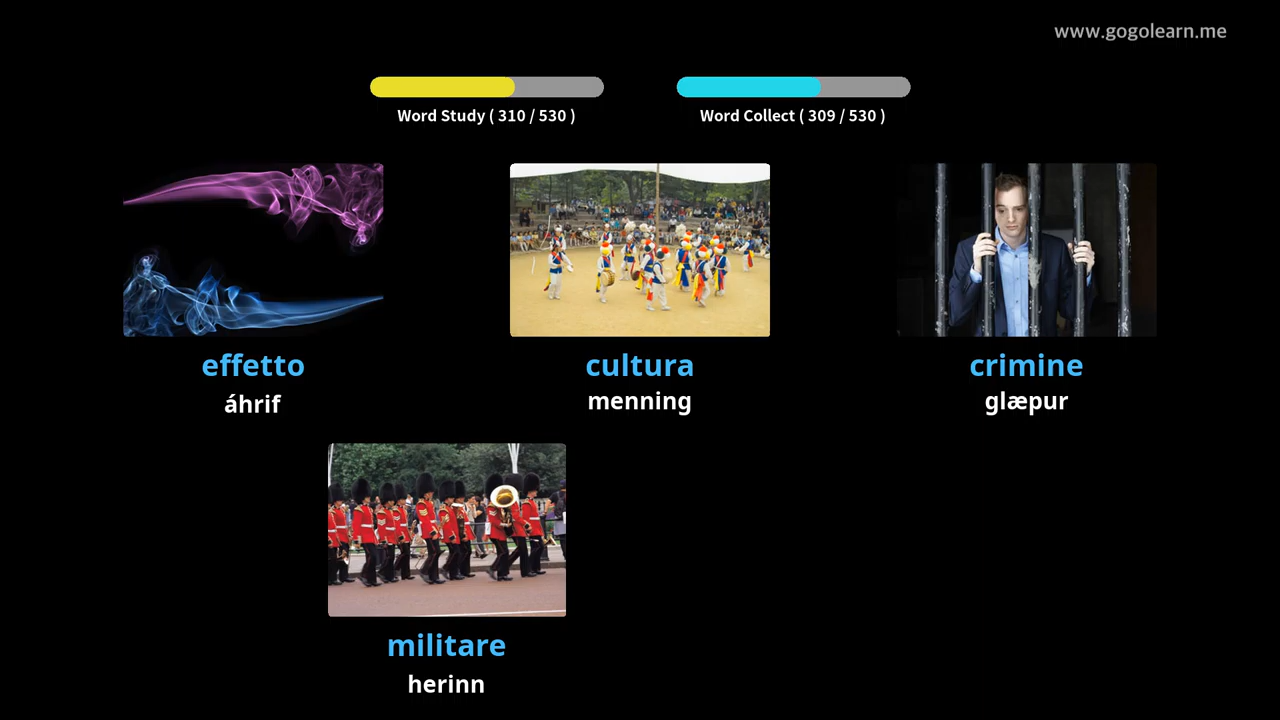 www.gogolearn.me
Word Study ( 310 / 530 )
Word Collect ( 309 / 530 )
effetto
áhrif
cultura
menning
crimine
glæpur
militare
herinn